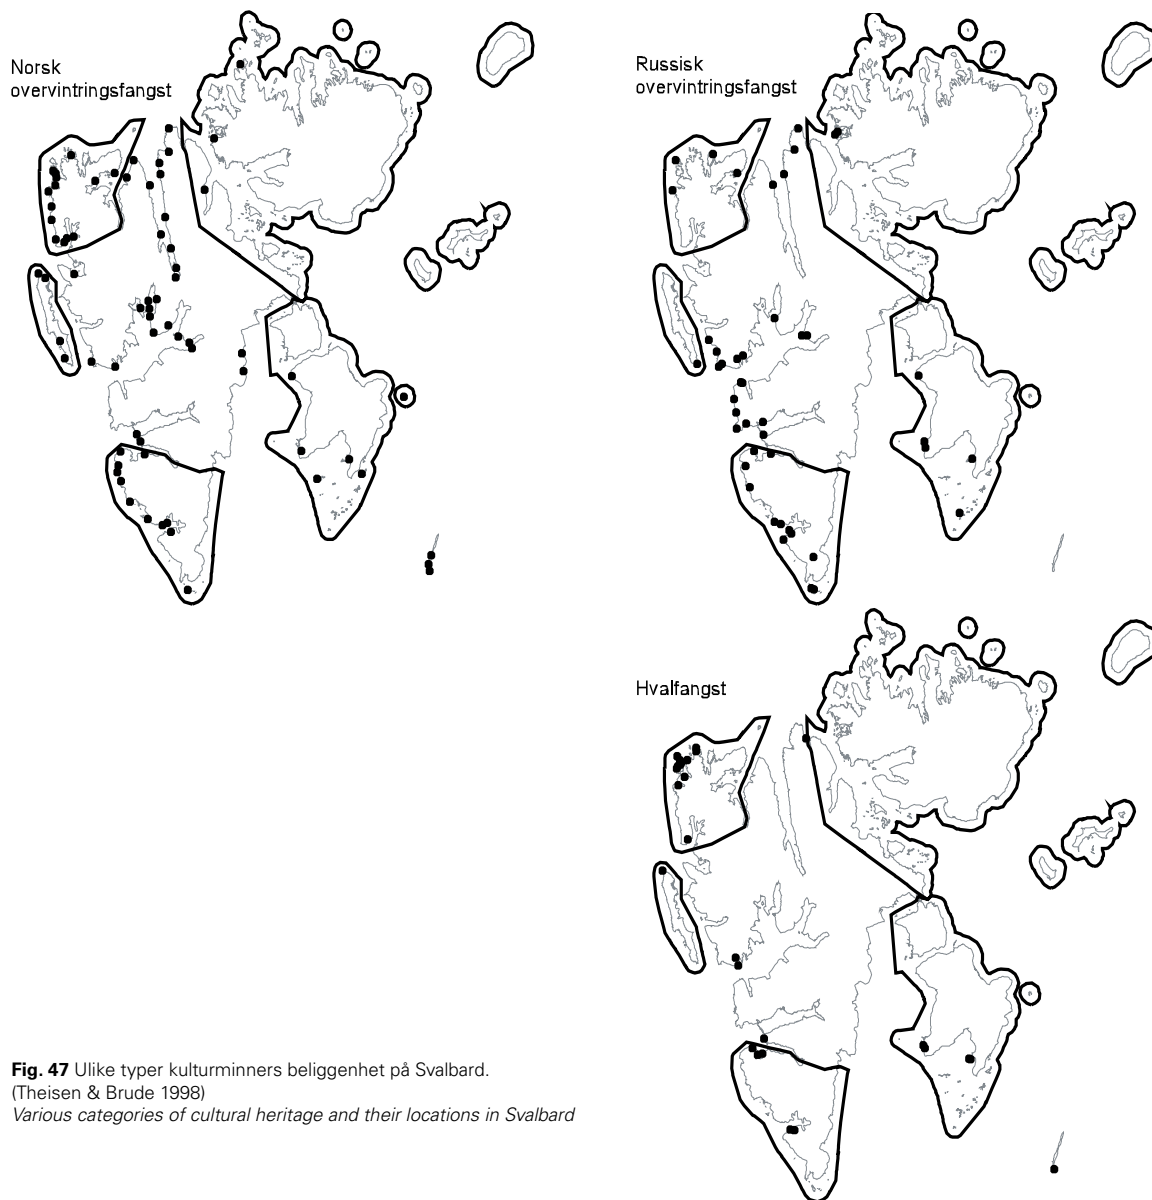 Norsk
overvintringsfangst
Russisk
overvintringsfangst
Hvalfangst
Fig. 47 Ulike typer kulturminners beliggenhet på Svalbard.
(Theisen & Brude 1998)
Various categories of cultural heritage and their locations in Svalbard